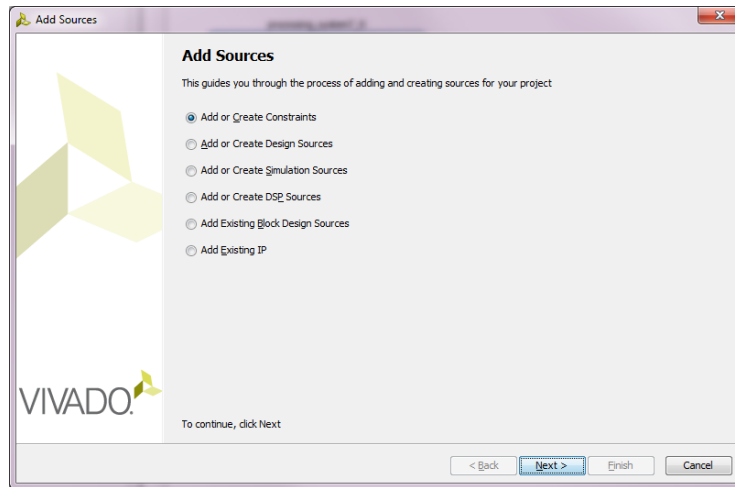 Add Sources
Add Sources
This guides you through the process of adding and creating sources for your project
Add or Create Constraints
Add or Create Design Sources
Add or Create Simulation Sources
Add or Create DSP Sources
Add Existing Block Design Sources
Add Existing IP
VIVADO.
To continue, click Next
< Back Next > Finish Cancel